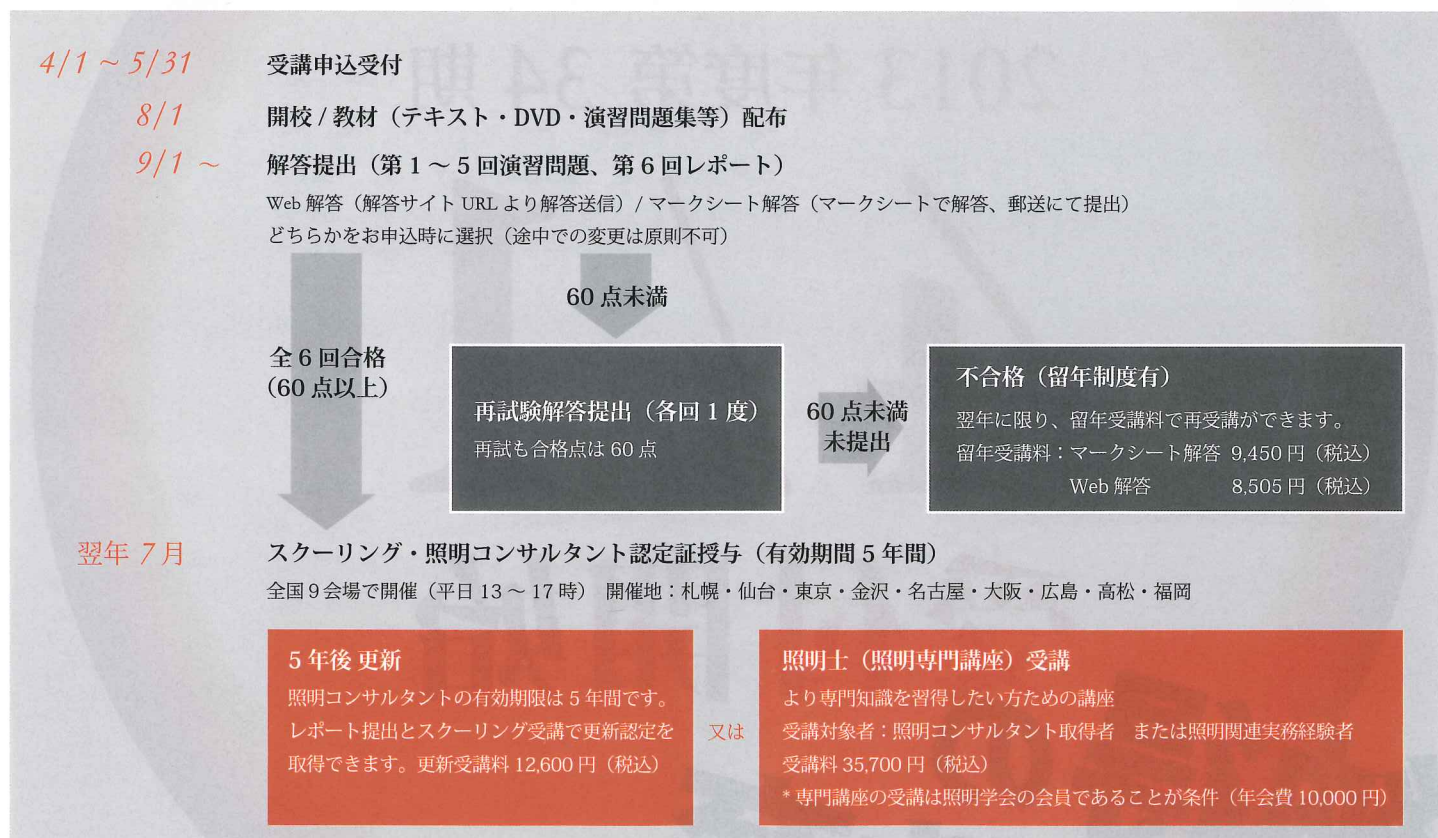 4/1 ~ 5/31 受講申込受付
8/1 開校 / 教材（テキスト・DVD・演習問題集等）配布
9/1 ~ 解答提出（第 1 ～ 5 回演習問題、第 6 回レポート）
Web 解答（解答サイト URL より解答送信）/ マークシート解答（マークシートで解答、郵送にて提出）
どちらかをお申込時に選択（途中での変更は原則不可）
60 点未満
全 6 回合格
（60 点以上）
再試験解答提出（各回 1 度）
再試も合格点は 60 点
60 点未満
未提出
不合格（留年制度有）
翌年に限り、留年受講料で再受講ができます。
留年受講料：マークシート解答 9,450 円（税込）
Web 解答 8,505 円（税込）
翌年 7月 スクーリング・照明コンサルタント認定証授与（有効期間 5 年間）
全国 9 会場で開催（平日 13 ～ 17 時） 開催地：札幌・仙台・東京・金沢・名古屋・大阪・広島・高松・福岡
5 年後 更新
照明コンサルタントの有効期限は 5 年間です。
レポート提出とスクーリング受講で更新認定を
取得できます。更新受講料 12,600 円（税込）
又は
照明士（照明専門講座）受講
より専門知識を習得したい方ための講座
受講対象者：照明コンサルタント取得者 または照明関連実務経験者
受講料 35,700 円（税込）
* 専門講座の受講は照明学会の会員であることが条件（年会費 10,000 円）